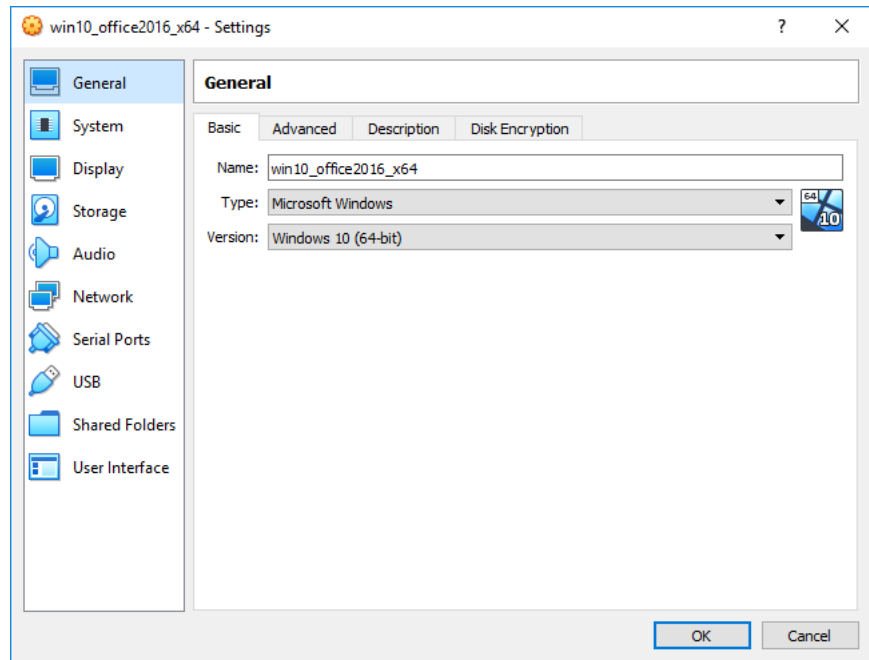 win10_office2016_x64 - Settings
?
General
System
Display
Storage
Audio
Network
Serial Ports
USB
Shared Folders
User Interface
General
Basic Advanced Description Disk Encryption
Name: win10_office2016_x64
Type: Microsoft Windows
64
10
Version: Windows 10 (64-bit)
OK Cancel